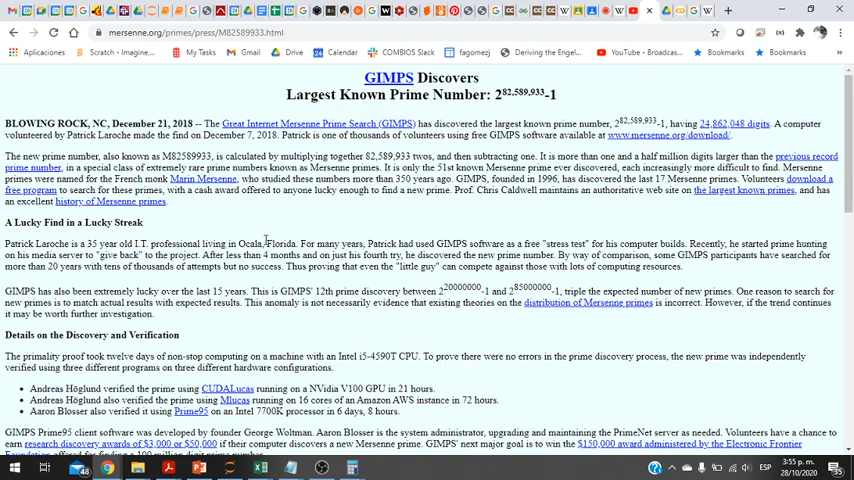 mersenne.org/primes/press/M82589933.html
Aplicaciones Scratch - Imagine,... My Tasks Gmail Drive Calendar COMBIOS Slack fagomezj Deriving the Engel... YouTube - Broadcas... Bookmarks Bookmarks
GIMPS Discovers
Largest Known Prime Number: 2^82,589,933-1
BLOWING ROCK, NC, December 21, 2018 -- The Great Internet Mersenne Prime Search (GIMPS) has discovered the largest known prime number, 2^82,589,933-1, having 24,862,048 digits. A computer
volunteered by Patrick Laroche made the find on December 7, 2018. Patrick is one of thousands of volunteers using free GIMPS software available at www.mersenne.org/download/.
The new prime number, also known as M82589933, is calculated by multiplying together 82,589,933 twos, and then subtracting one. It is more than one and a half million digits larger than the previous record
prime number, in a special class of extremely rare prime numbers known as Mersenne primes. It is only the 51st known Mersenne prime ever discovered, each increasingly more difficult to find. Mersenne
primes were named for the French monk Marin Mersenne, who studied these numbers more than 350 years ago. GIMPS, founded in 1996, has discovered the last 17 Mersenne primes. Volunteers download a
free program to search for these primes, with a cash award offered to anyone lucky enough to find a new prime. Prof. Chris Caldwell maintains an authoritative web site on the largest known primes, and has
an excellent history of Mersenne primes.
A Lucky Find in a Lucky Streak
Patrick Laroche is a 35 year old I.T. professional living in Ocala, Florida. For many years, Patrick had used GIMPS software as a free "stress test" for his computer builds. Recently, he started prime hunting
on his media server to "give back" to the project. After less than 4 months and on just his fourth try, he discovered the new prime number. By way of comparison, some GIMPS participants have searched for
more than 20 years with tens of thousands of attempts but no success. Thus proving that even the "little guy" can compete against those with lots of computing resources.
GIMPS has also been extremely lucky over the last 15 years. This is GIMPS' 12th prime discovery between 2^20000000-1 and 2^85000000-1, triple the expected number of new primes. One reason to search for
new primes is to match actual results with expected results. This anomaly is not necessarily evidence that existing theories on the distribution of Mersenne primes is incorrect. However, if the trend continues
it may be worth further investigation.
Details on the Discovery and Verification
The primality proof took twelve days of non-stop computing on a machine with an Intel i5-4590T CPU. To prove there were no errors in the prime discovery process, the new prime was independently
verified using three different programs on three different hardware configurations.
Andreas Höglund verified the prime using CUDALucas running on a NVidia V100 GPU in 21 hours.
Andreas Höglund also verified the prime using Mlucas running on 16 cores of an Amazon AWS instance in 72 hours.
Aaron Blosser also verified it using Prime95 on an Intel 7700K processor in 6 days, 8 hours.
GIMPS Prime95 client software was developed by founder George Woltman. Aaron Blosser is the system administrator, upgrading and maintaining the PrimeNet server as needed. Volunteers have a chance to
earn research discovery awards of $3,000 or $50,000 if their computer discovers a new Mersenne prime. GIMPS' next major goal is to win the $150,000 award administered by the Electronic Frontier
48 ESP 3:55 p. m.
28/10/2020 35